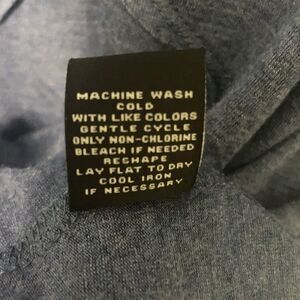 MACHINE WASH
COLD
WITH LIKE COLORS
GENTLE CYCLE
ONLY NON-CHLORINE
BLEACH IF NEEDED
RESHAPE
LAY FLAT TO DRY
COOL IRON
IF NECESSARY